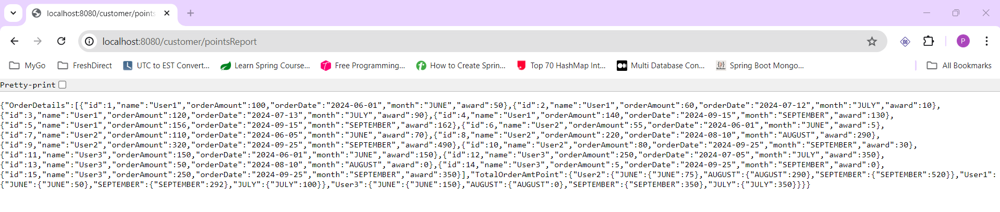 localhost:8080/customer/points
localhost:8080/customer/pointsReport
P
MyGo FreshDirect UTC to EST Convert... Learn Spring Course... Free Programming... How to Create Sprin... Top 70 HashMap Int... Multi Database Con... Spring Boot Mongo... All Bookmarks
Pretty-print
{"OrderDetails":[{"id":1,"name":"User1","orderAmount":100,"orderDate":"2024-06-01","month":"JUNE","award":50},{"id":2,"name":"User1","orderAmount":60,"orderDate":"2024-07-12","month":"JULY","award":10},
{"id":3,"name":"User1","orderAmount":120,"orderDate":"2024-07-13","month":"JULY","award":90},{"id":4,"name":"User1","orderAmount":140,"orderDate":"2024-09-15","month":"SEPTEMBER","award":130},
{"id":5,"name":"User1","orderAmount":156,"orderDate":"2024-09-15","month":"SEPTEMBER","award":162},{"id":6,"name":"User2","orderAmount":55,"orderDate":"2024-06-01","month":"JUNE","award":5},
{"id":7,"name":"User2","orderAmount":110,"orderDate":"2024-06-05","month":"JUNE","award":70},{"id":8,"name":"User2","orderAmount":220,"orderDate":"2024-08-10","month":"AUGUST","award":290},
{"id":9,"name":"User2","orderAmount":320,"orderDate":"2024-09-25","month":"SEPTEMBER","award":490},{"id":10,"name":"User2","orderAmount":80,"orderDate":"2024-09-25","month":"SEPTEMBER","award":30},
{"id":11,"name":"User3","orderAmount":150,"orderDate":"2024-06-01","month":"JUNE","award":150},{"id":12,"name":"User3","orderAmount":250,"orderDate":"2024-07-05","month":"JULY","award":350},
{"id":13,"name":"User3","orderAmount":50,"orderDate":"2024-08-10","month":"AUGUST","award":0},{"id":14,"name":"User3","orderAmount":5,"orderDate":"2024-09-25","month":"SEPTEMBER","award":0},
{"id":15,"name":"User3","orderAmount":250,"orderDate":"2024-09-25","month":"SEPTEMBER","award":350}],"TotalOrderAmtPoint":{"User2":{"JUNE":{"JUNE":75},"AUGUST":{"AUGUST":290},"SEPTEMBER":{"SEPTEMBER":520}},"User1":
{"JUNE":{"JUNE":50},"SEPTEMBER":{"SEPTEMBER":292},"JULY":{"JULY":100}},"User3":{"JUNE":{"JUNE":150},"AUGUST":{"AUGUST":0},"SEPTEMBER":{"SEPTEMBER":350},"JULY":{"JULY":350}}}}